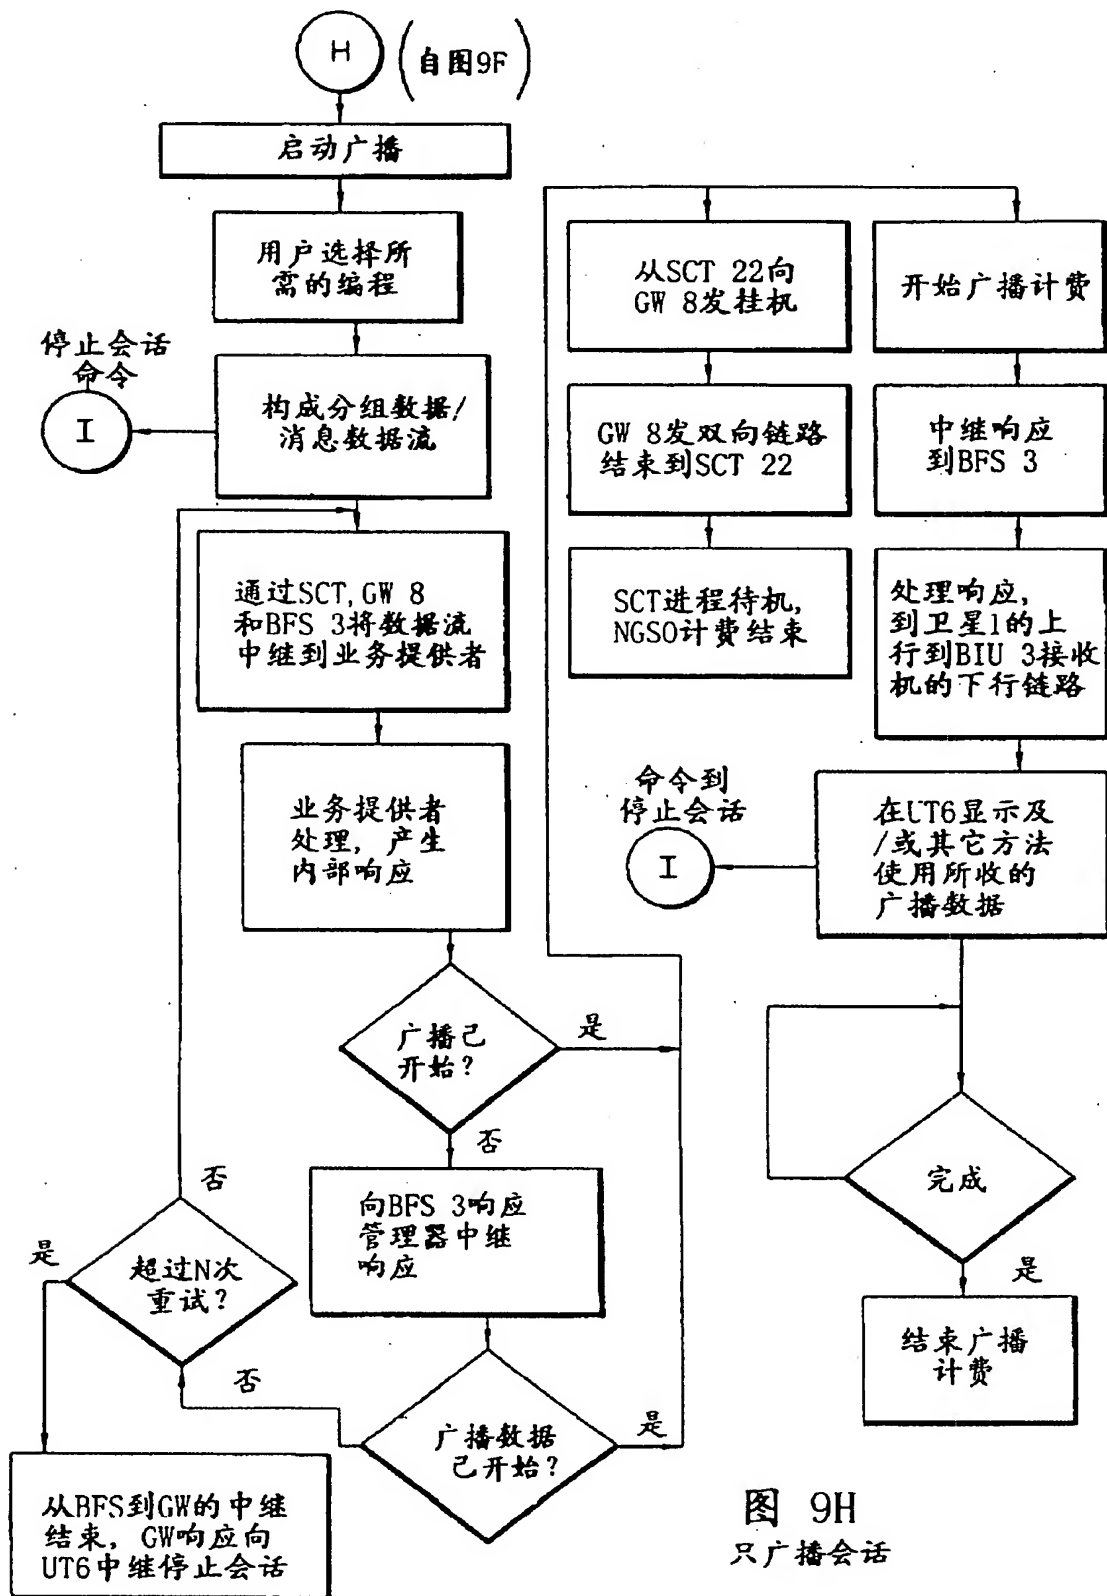 H
(自图9F)
启动广播
用户选择所
需的编程
停止会话
命令
I
构成分组数据/
消息数据流
通过SCT,GW 8
和BFS 3将数据流
中继到业务提供者
业务提供者
处理，产生
内部响应
广播已
开始?
是
否
向BFS 3响应
管理器中继
响应
广播数据
已开始?
是
否
超过N次
重试?
否
是
从BFS到GW的中继
结束，GW响应向
UT6中继停止会话
从SCT 22向
GW 8发挂机
GW 8发双向链路
结束到SCT 22
SCT进程待机,
NGSO计费结束
开始广播计费
中继响应
到BFS 3
处理响应,
到卫星1的上
行到BIU 3接收
机的下行链路
命令到
停止会话
I
在UT6显示及
/或其它方法
使用所收的
广播数据
完成
是
结束广播
计费
图 9H
只广播会话